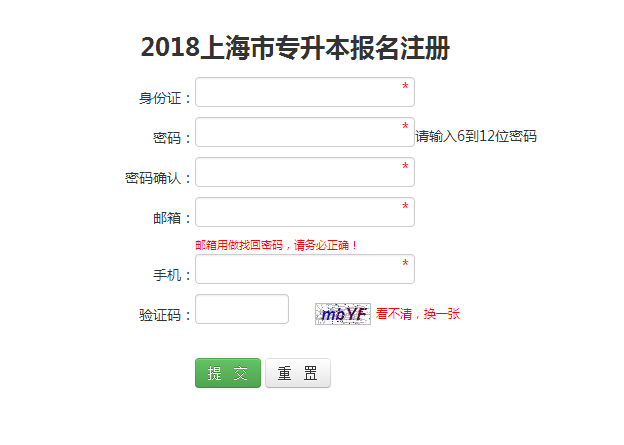 2018上海市专升本报名注册
身份证： *
密码： * 请输入6到12位密码
密码确认： *
邮箱： *
邮箱用做找回密码，请务必正确！
手机： *
验证码： mbYF 看不清，换一张
提 交 重 置